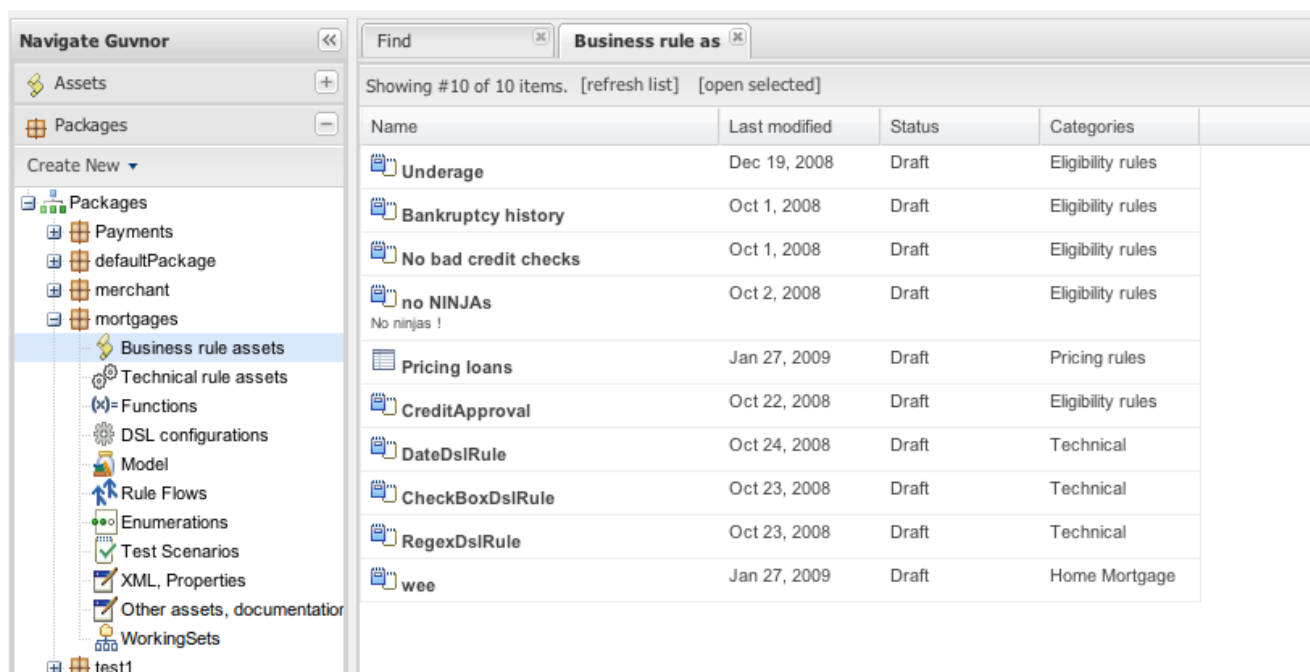 Navigate Guvnor
Assets
Packages
Create New
Packages
Payments
defaultPackage
merchant
mortgages
Business rule assets
Technical rule assets
(x)= Functions
DSL configurations
Model
Rule Flows
Enumerations
Test Scenarios
XML, Properties
Other assets, documentation
WorkingSets
test1
Find Business rule as
Showing #10 of 10 items. [refresh list] [open selected]
Name Last modified Status Categories
Underage Dec 19, 2008 Draft Eligibility rules
Bankruptcy history Oct 1, 2008 Draft Eligibility rules
No bad credit checks Oct 1, 2008 Draft Eligibility rules
no NINJAs Oct 2, 2008 Draft Eligibility rules
No ninjas !
Pricing loans Jan 27, 2009 Draft Pricing rules
CreditApproval Oct 22, 2008 Draft Eligibility rules
DateDslRule Oct 24, 2008 Draft Technical
CheckBoxDslRule Oct 23, 2008 Draft Technical
RegexDslRule Oct 23, 2008 Draft Technical
wee Jan 27, 2009 Draft Home Mortgage